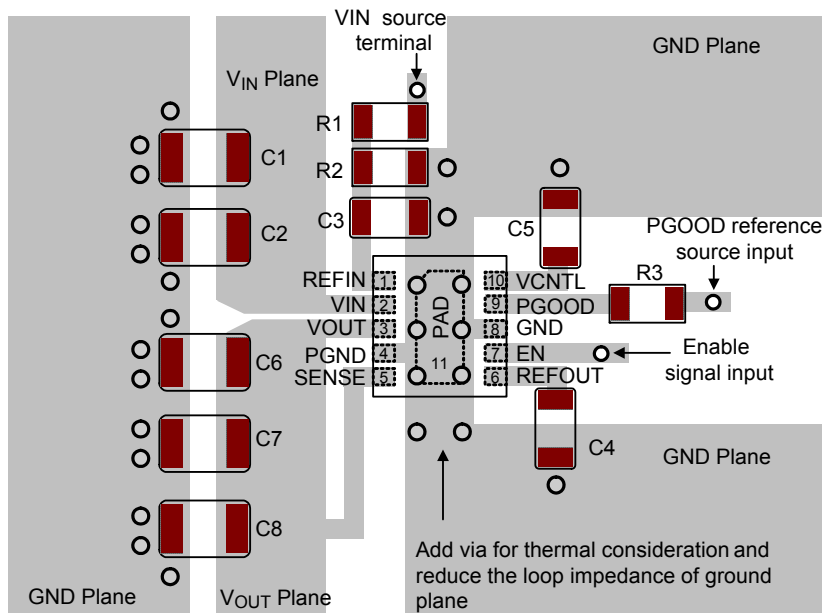 VIN source
terminal
GND Plane
VIN Plane
R1
C1
R2
C5
PGOOD reference
source input
C2
C3
R3
REFIN 1
10 VCNTL
VIN 2
9 PGOOD
VOUT 3
PAD
8 GND
PGND 4
11
7 EN
SENSE 5
6 REFOUT
Enable
signal input
C6
C7
C4
GND Plane
C8
Add via for thermal consideration and
reduce the loop impedance of ground
plane
GND Plane
VOUT Plane